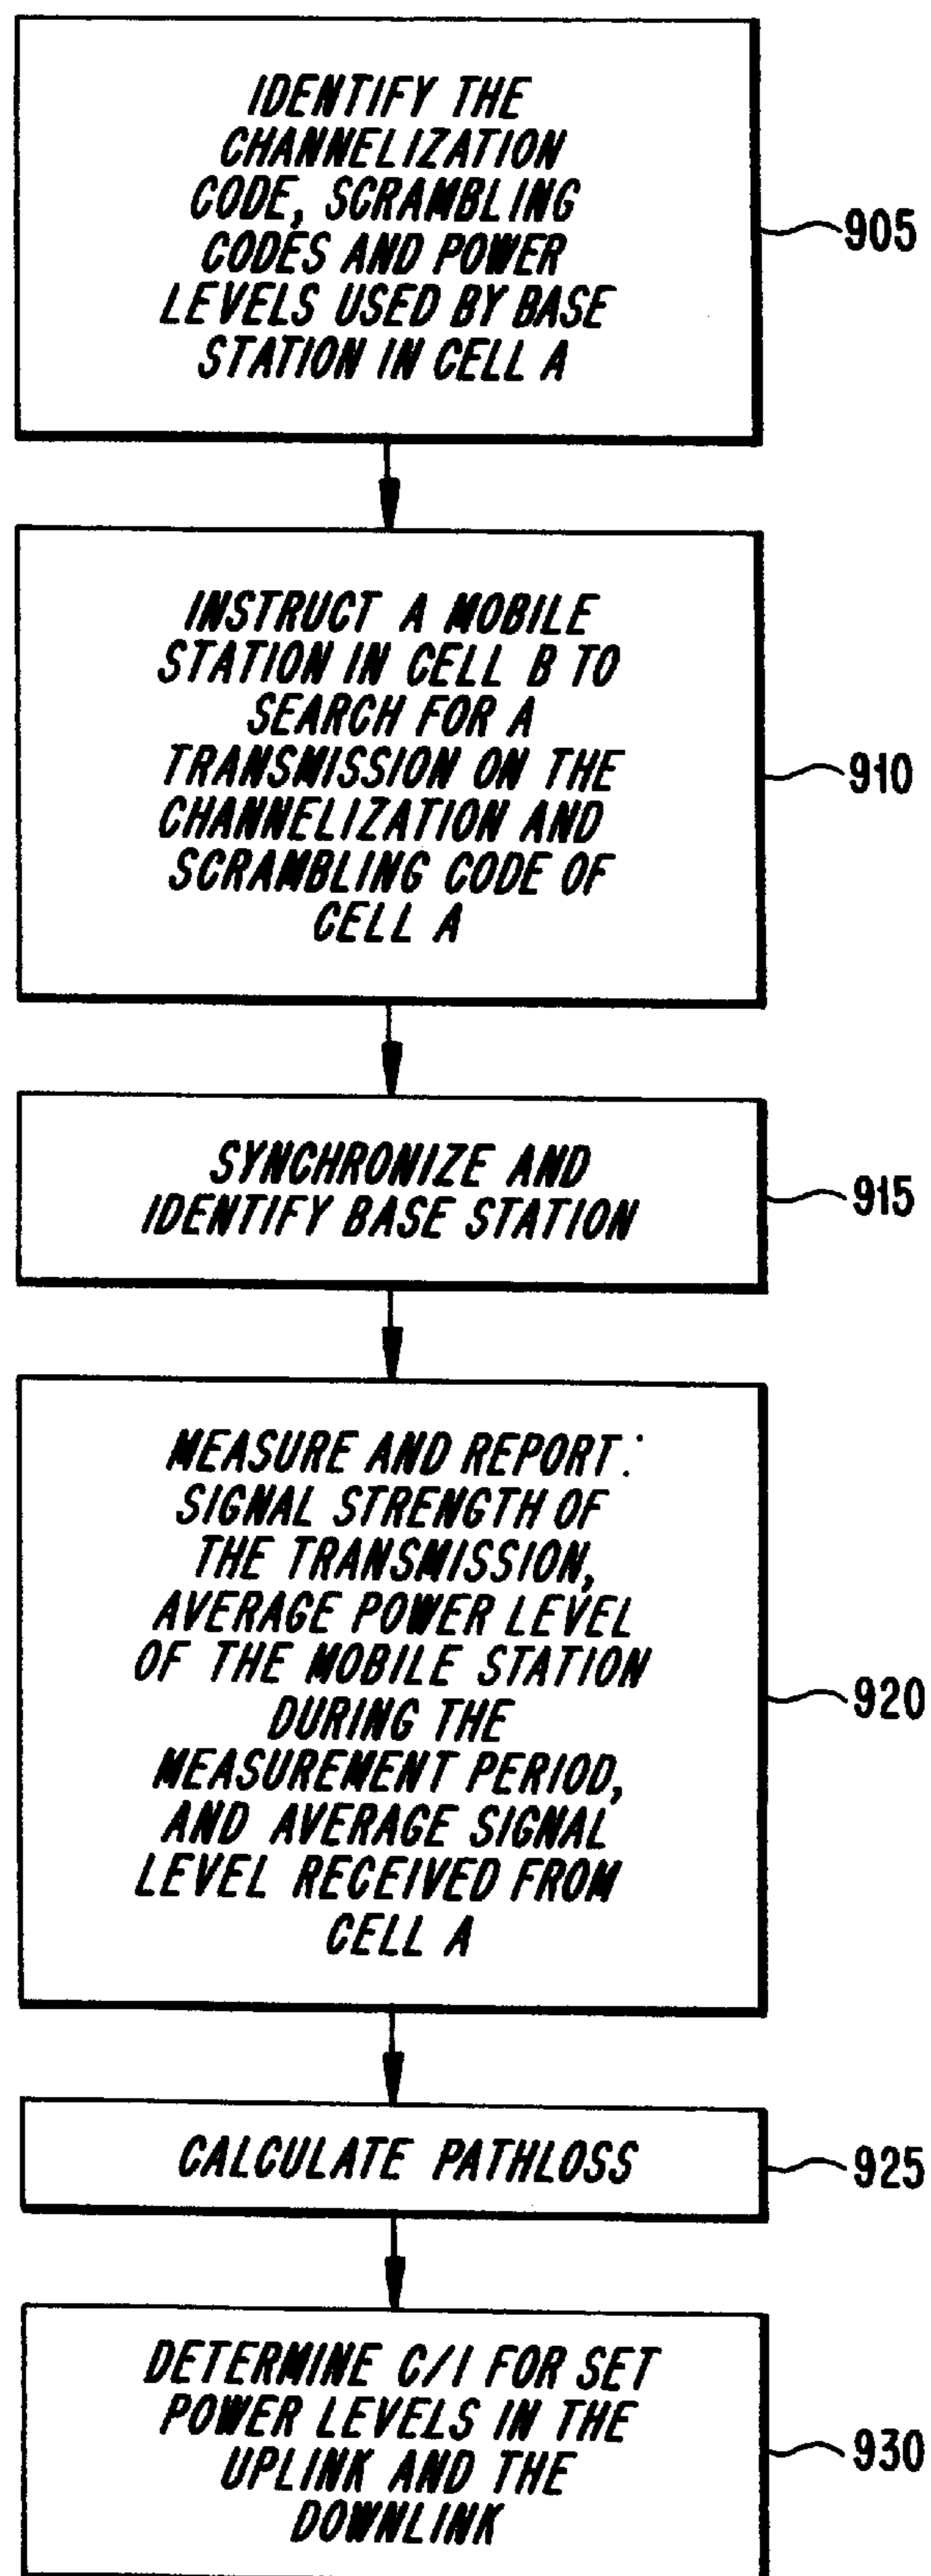 IDENTIFY THE
CHANNELIZATION
CODE, SCRAMBLING
CODES AND POWER
LEVELS USED BY BASE
STATION IN CELL A
905
INSTRUCT A MOBILE
STATION IN CELL B TO
SEARCH FOR A
TRANSMISSION ON THE
CHANNELIZATION AND
SCRAMBLING CODE OF
CELL A
910
SYNCHRONIZE AND
IDENTIFY BASE STATION
915
MEASURE AND REPORT:
SIGNAL STRENGTH OF
THE TRANSMISSION,
AVERAGE POWER LEVEL
OF THE MOBILE STATION
DURING THE
MEASUREMENT PERIOD,
AND AVERAGE SIGNAL
LEVEL RECEIVED FROM
CELL A
920
CALCULATE PATHLOSS
925
DETERMINE C/I FOR SET
POWER LEVELS IN THE
UPLINK AND THE
DOWNLINK
930